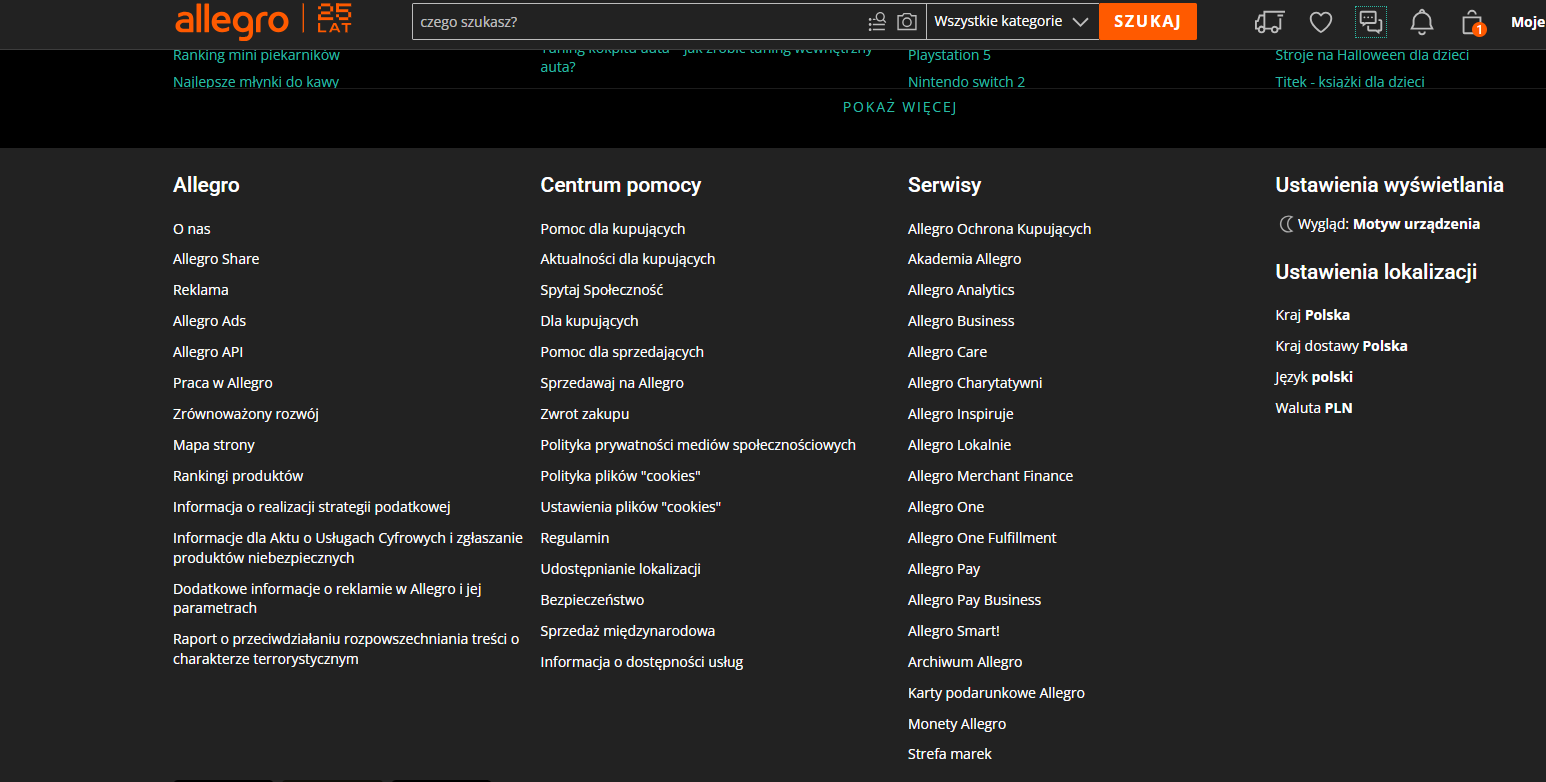 allegro 25 LAT
czego szukasz?
Wszystkie kategorie
SZUKAJ
1
Moje
Ranking mini piekarników
Najlepsze młynki do kawy
Tuning kokpitu auta - jak zrobić tuning wewnętrzny
auta?
Playstation 5
Nintendo switch 2
Stroje na Halloween dla dzieci
Titek - książki dla dzieci
POKAŻ WIĘCEJ
Allegro
O nas
Allegro Share
Reklama
Allegro Ads
Allegro API
Praca w Allegro
Zrównoważony rozwój
Mapa strony
Rankingi produktów
Informacja o realizacji strategii podatkowej
Informacje dla Aktu o Usługach Cyfrowych i zgłaszanie
produktów niebezpiecznych
Dodatkowe informacje o reklamie w Allegro i jej
parametrach
Raport o przeciwdziałaniu rozpowszechniania treści o
charakterze terrorystycznym
Centrum pomocy
Pomoc dla kupujących
Aktualności dla kupujących
Spytaj Społeczność
Dla kupujących
Pomoc dla sprzedających
Sprzedawaj na Allegro
Zwrot zakupu
Polityka prywatności mediów społecznościowych
Polityka plików "cookies"
Ustawienia plików "cookies"
Regulamin
Udostępnianie lokalizacji
Bezpieczeństwo
Sprzedaż międzynarodowa
Informacja o dostępności usług
Serwisy
Allegro Ochrona Kupujących
Akademia Allegro
Allegro Analytics
Allegro Business
Allegro Care
Allegro Charytatywni
Allegro Inspiruje
Allegro Lokalnie
Allegro Merchant Finance
Allegro One
Allegro One Fulfillment
Allegro Pay
Allegro Pay Business
Allegro Smart!
Archiwum Allegro
Karty podarunkowe Allegro
Monety Allegro
Strefa marek
Ustawienia wyświetlania
Wygląd: Motyw urządzenia
Ustawienia lokalizacji
Kraj Polska
Kraj dostawy Polska
Język polski
Waluta PLN